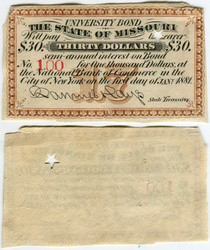 UNIVERSITY BOND
THE STATE OF MISSOURI
Will pay Bearer
$30. THIRTY DOLLARS $30.
semi-annual interest on Bond
No. 100 for One thousand Dollars, at
the National Bank of Commerce in the
City of New York on the first day of JANY 1881.
State Treasurer